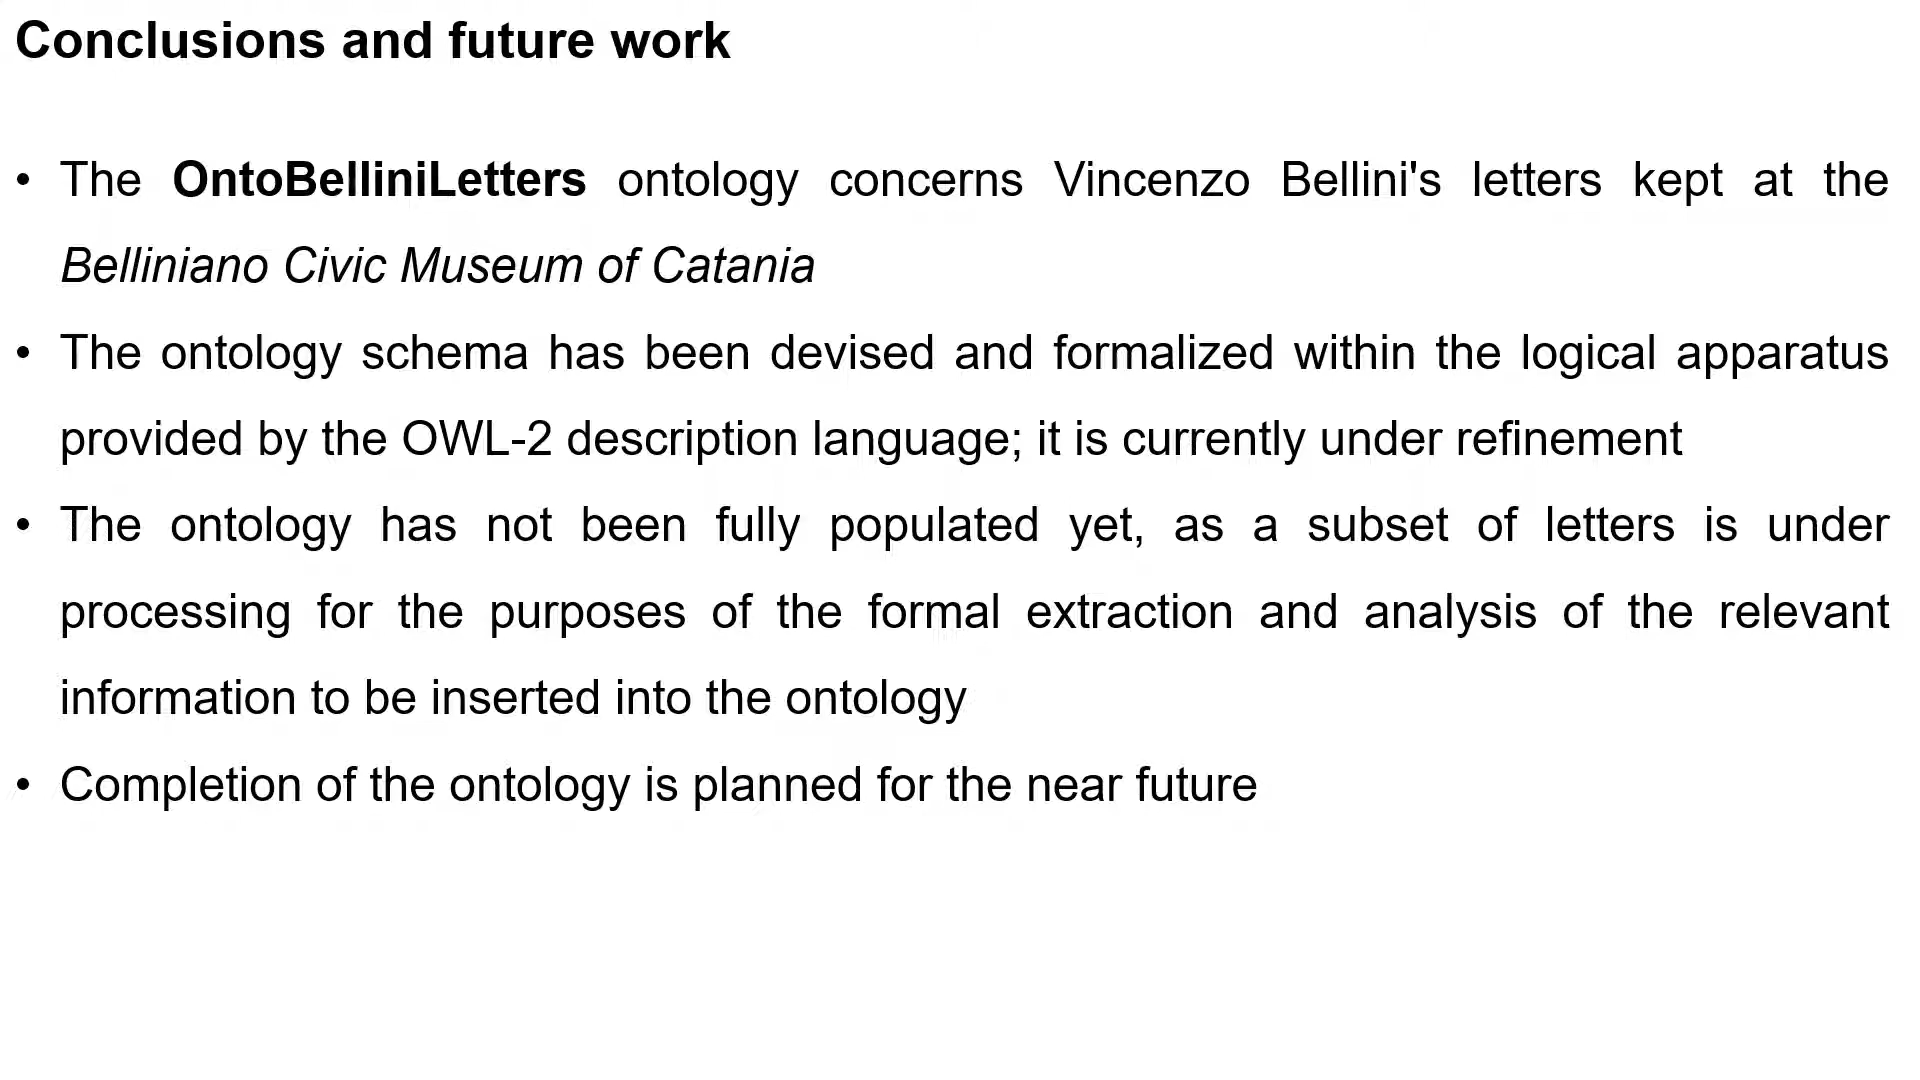 Conclusions and future work
• The OntoBelliniLetters ontology concerns Vincenzo Bellini's letters kept at the
Belliniano Civic Museum of Catania
• The ontology schema has been devised and formalized within the logical apparatus
provided by the OWL-2 description language; it is currently under refinement
• The ontology has not been fully populated yet, as a subset of letters is under
processing for the purposes of the formal extraction and analysis of the relevant
information to be inserted into the ontology
• Completion of the ontology is planned for the near future